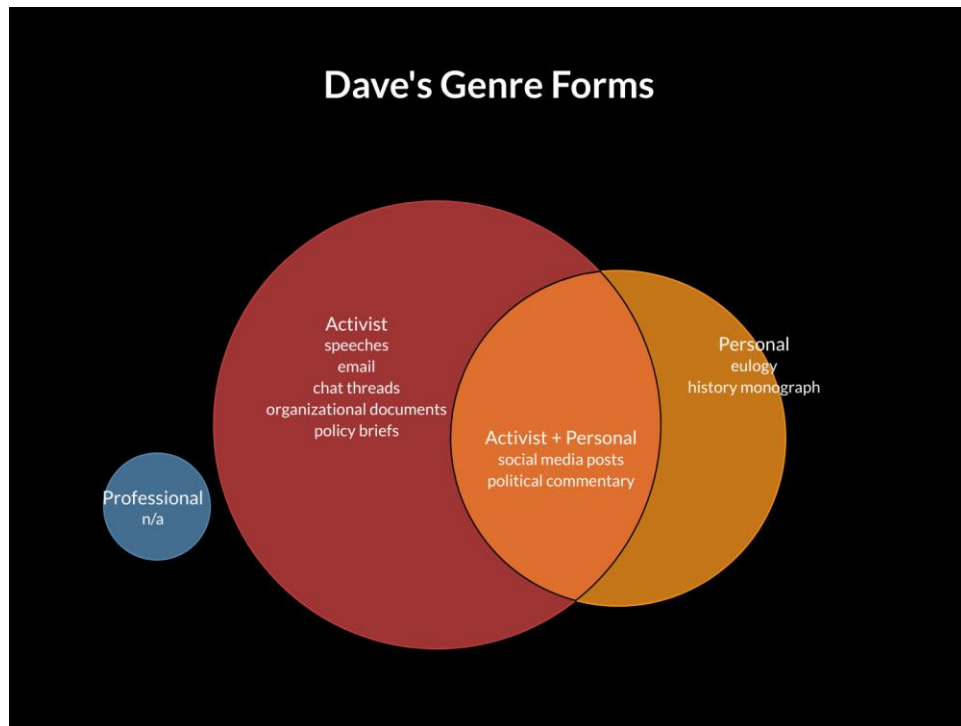 Dave's Genre Forms
Activist
speeches
email
chat threads
organizational documents
policy briefs
Personal
eulogy
history monograph
Activist + Personal
social media posts
political commentary
Professional
n/a